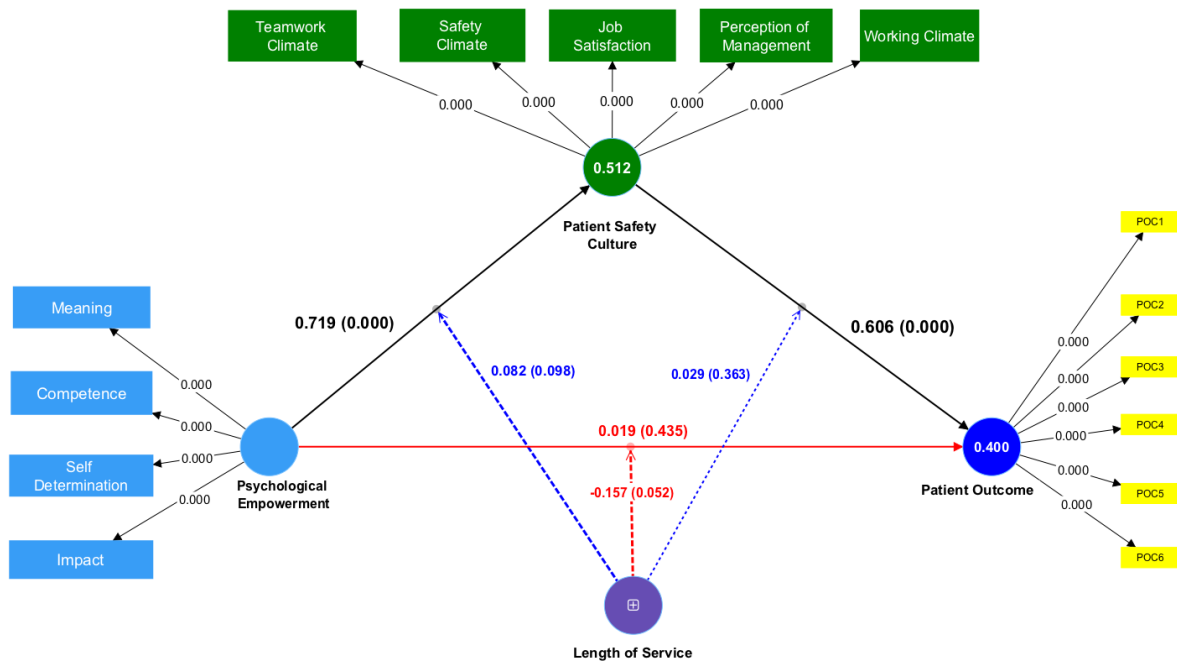 Teamwork
Climate
Safety
Climate
Job
Satisfaction
Perception of
Management
Working Climate
0.000
0.000
0.000
0.000
0.000
0.512
Patient Safety
Culture
POC1
POC2
POC3
POC4
POC5
POC6
0.000
0.000
0.000
0.000
0.000
0.000
Meaning
Competence
Self
Determination
Impact
0.000
0.000
0.000
0.000
0.719 (0.000)
0.606 (0.000)
0.082 (0.098)
0.029 (0.363)
0.019 (0.435)
-0.157 (0.052)
Psychological
Empowerment
0.400
Patient Outcome
Length of Service